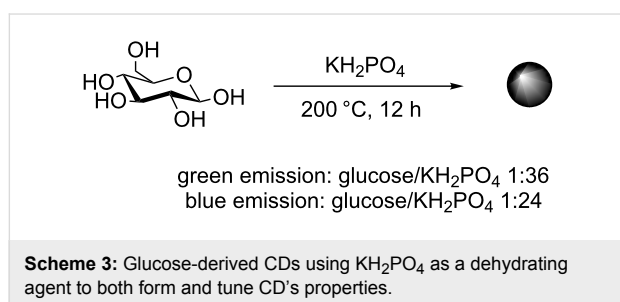 OH
HO
HO
O
OH
OH
KH₂PO₄
200 °C, 12 h
green emission: glucose/KH₂PO₄ 1:36
blue emission: glucose/KH₂PO₄ 1:24
Scheme 3: Glucose-derived CDs using KH₂PO₄ as a dehydrating
agent to both form and tune CD’s properties.